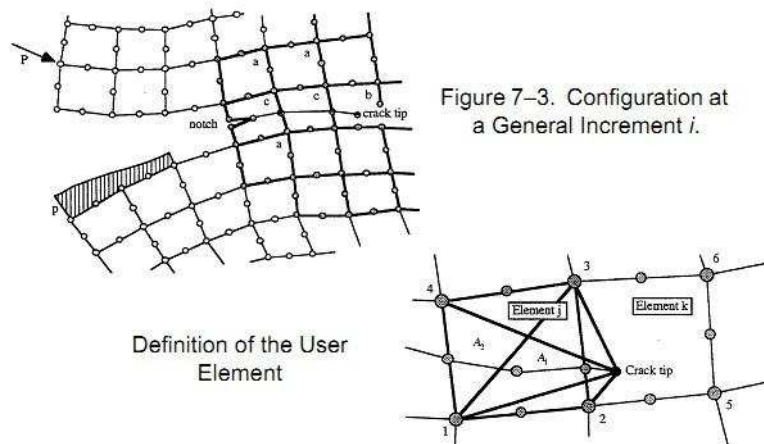 P
a
a
b
c
c
crack tip
notch
a
p
Figure 7–3. Configuration at
a General Increment i.
Definition of the User
Element
6
3
4
Element j
Element k
A₂
A₁
Crack tip
5
2
1